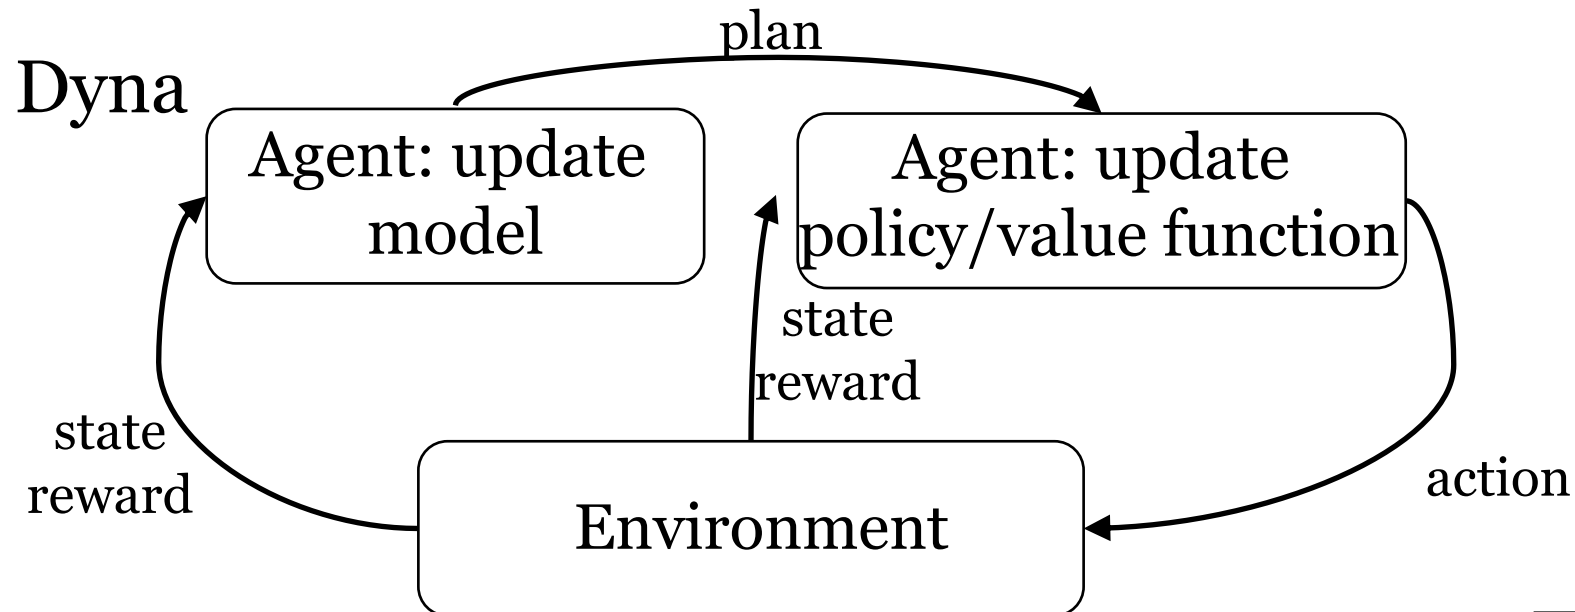 plan
Dyna
Agent: update
model
Agent: update
policy/value function
state
reward
state
reward
action
Environment